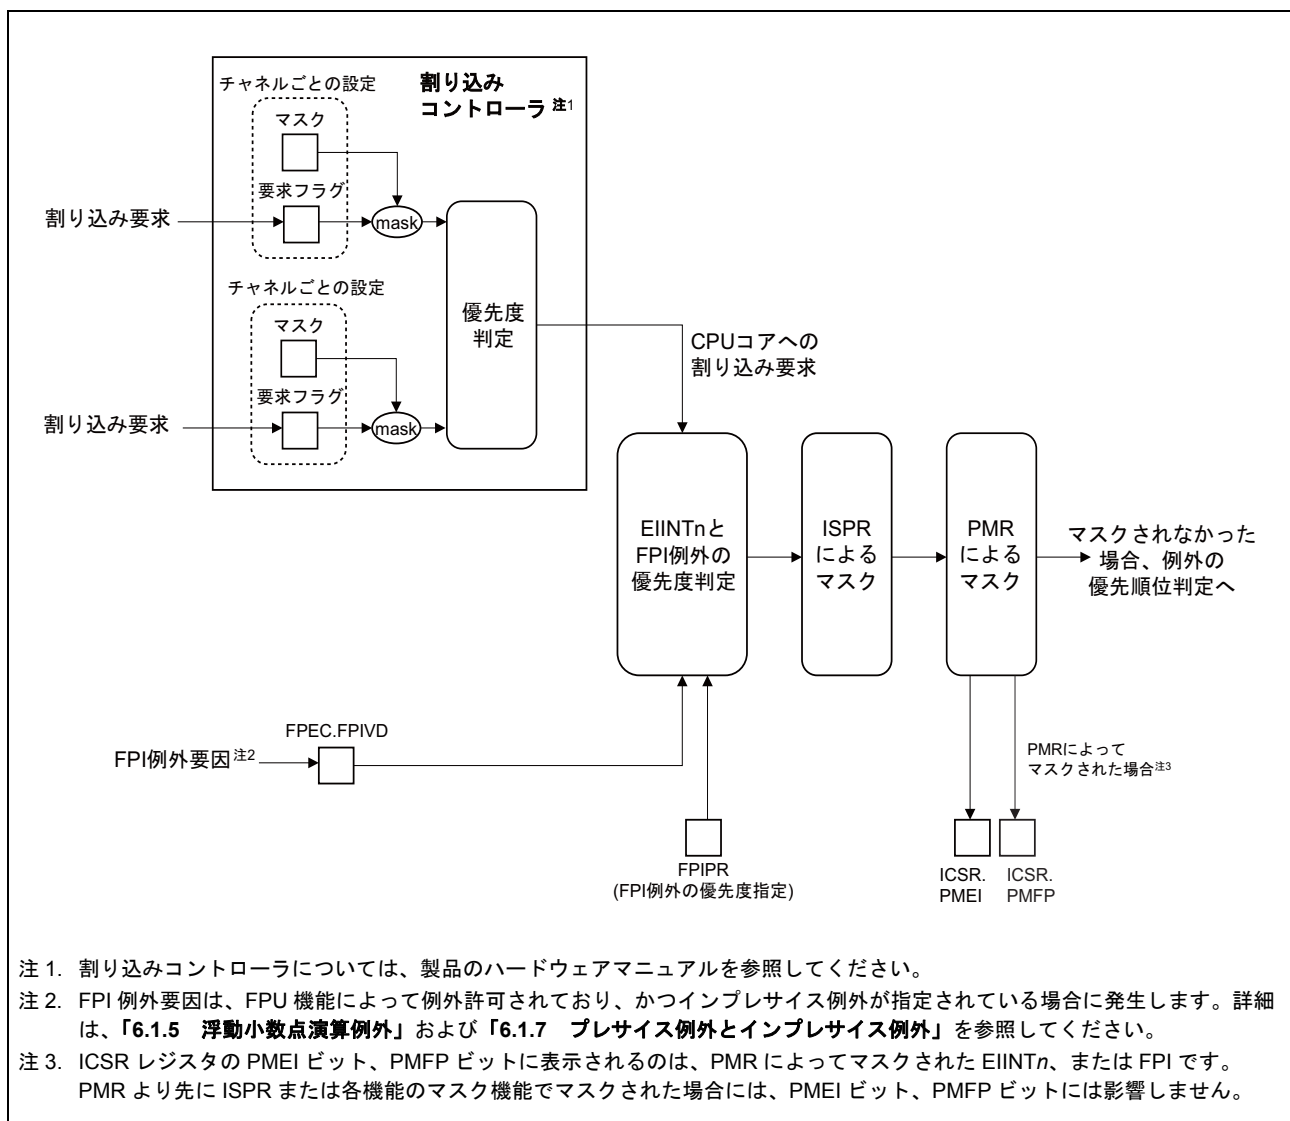 チャネルごとの設定
割り込み
コントローラ 注1
マスク
要求フラグ
割り込み要求
mask
チャネルごとの設定
マスク
要求フラグ
割り込み要求
mask
優先度
判定
CPUコアへの
割り込み要求
EIINTnと
FPI例外の
優先度判定
ISPR
による
マスク
PMR
による
マスク
マスクされなかった
場合、例外の
優先順位判定へ
FPEC.FPIVD
FPI例外要因注2
PMRによって
マスクされた場合注3
FPIPR
(FPI例外の優先度指定)
ICSR.
PMEI
ICSR.
PMFP
注 1. 割り込みコントローラについては、製品のハードウェアマニュアルを参照してください。
注 2. FPI 例外要因は、FPU 機能によって例外許可されており、かつインプレサイス例外が指定されている場合に発生します。詳細
は、「6.1.5 浮動小数点演算例外」および「6.1.7 プレサイス例外とインプレサイス例外」を参照してください。
注 3. ICSR レジスタの PMEI ビット、PMFP ビットに表示されるのは、PMR によってマスクされた EIINTn、または FPI です。
PMR より先に ISPR または各機能のマスク機能でマスクされた場合には、PMEI ビット、PMFP ビットには影響しません。